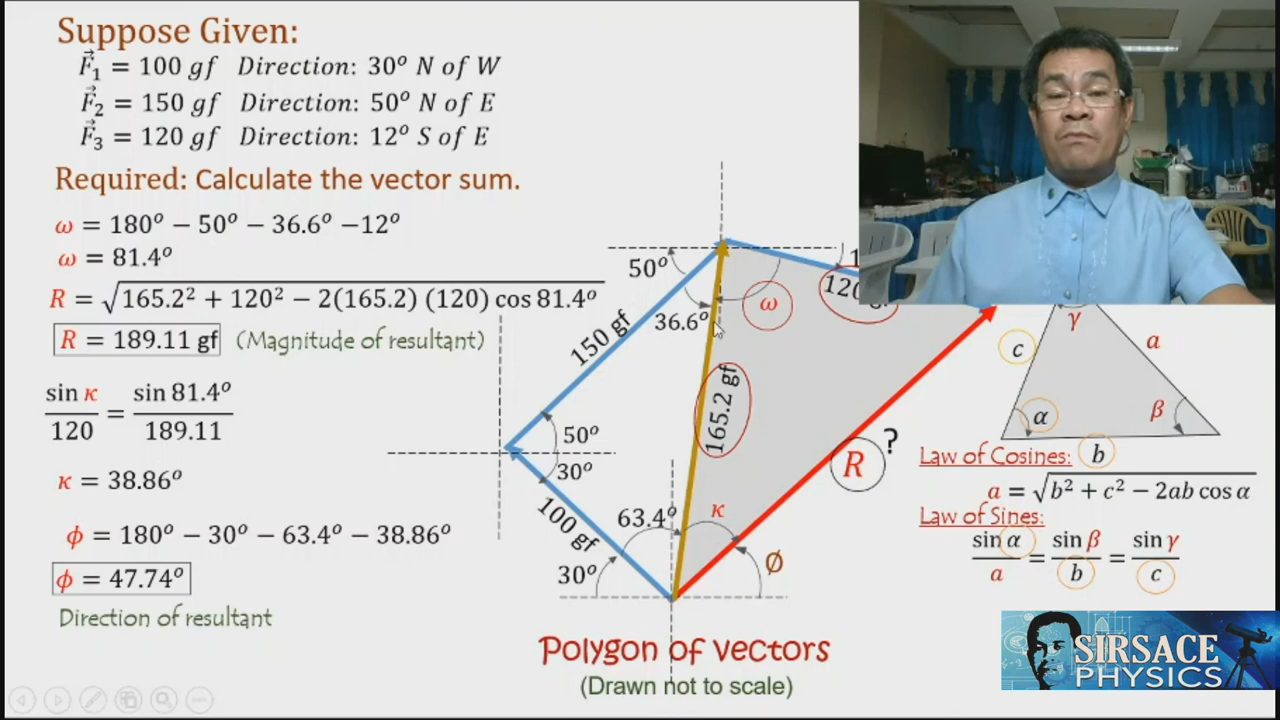 Suppose Given:
F⃗₁ = 100 gf Direction: 30° N of W
F⃗₂ = 150 gf Direction: 50° N of E
F⃗₃ = 120 gf Direction: 12° S of E
Required: Calculate the vector sum.
ω = 180° − 50° − 36.6° −12°
ω = 81.4°
R = √165.2² + 120² − 2(165.2) (120) cos 81.4°
R = 189.11 gf (Magnitude of resultant)
sin κ / 120 = sin 81.4° / 189.11
κ = 38.86°
ϕ = 180° − 30° − 63.4° − 38.86°
ϕ = 47.74°
Direction of resultant
50°
36.6°
ω
150 gf
165.2 gf
50°
30°
100 gf
63.4°
κ
30°
Ø
R ?
Polygon of vectors
(Drawn not to scale)
γ
c
a
α
β
b
Law of Cosines:
a = √b² + c² − 2ab cos α
Law of Sines:
sin α / a = sin β / b = sin γ / c
SIRSACE
PHYSICS